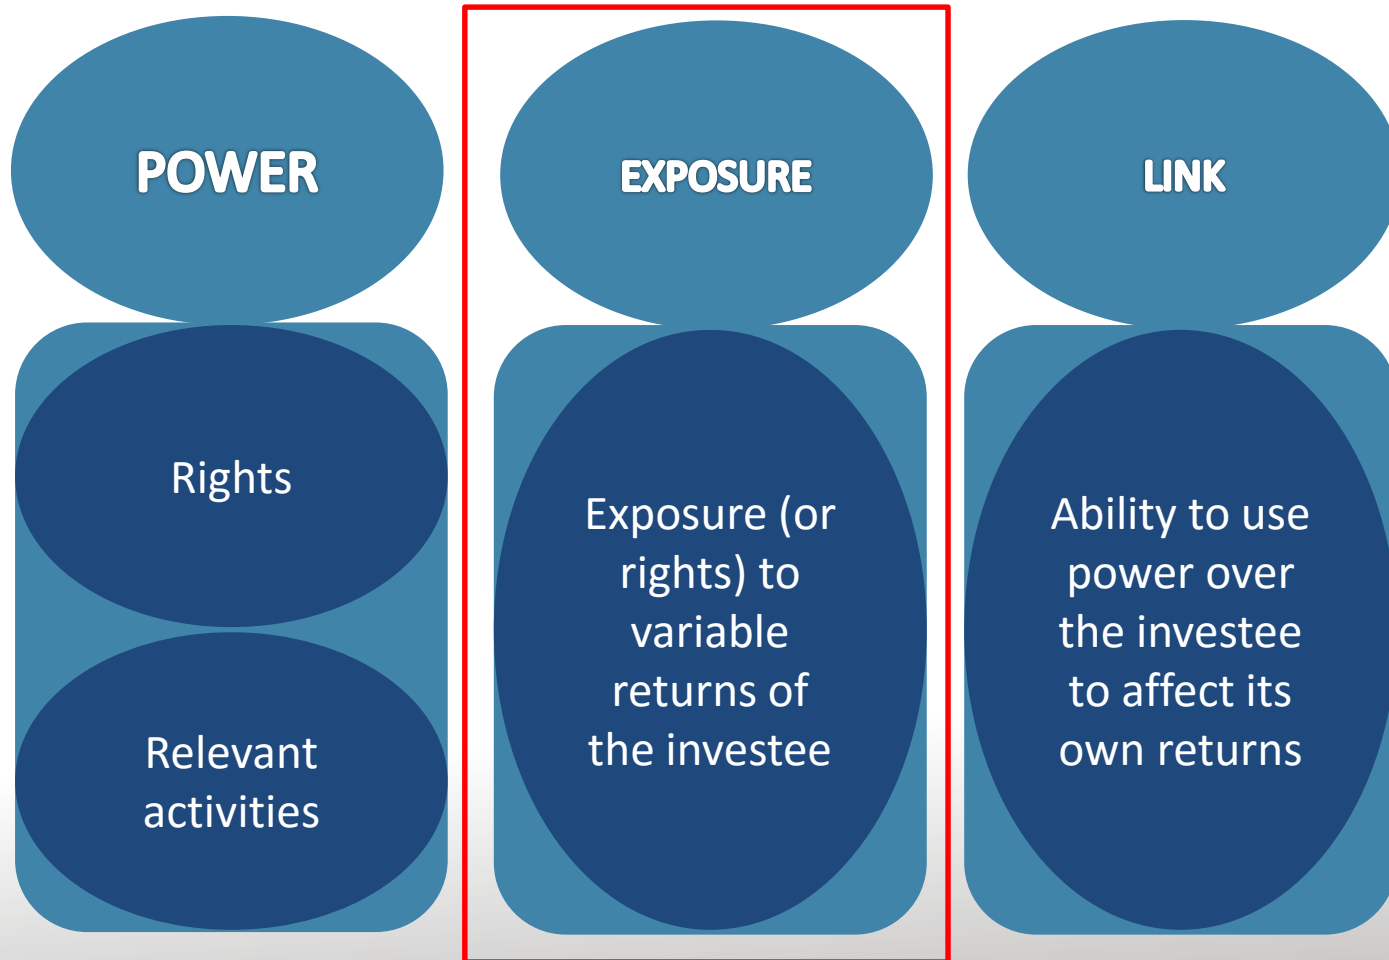 POWER
EXPOSURE
LINK
Rights
Relevant
activities
Exposure (or
rights) to
variable
returns of
the investee
Ability to use
power over
the investee
to affect its
own returns